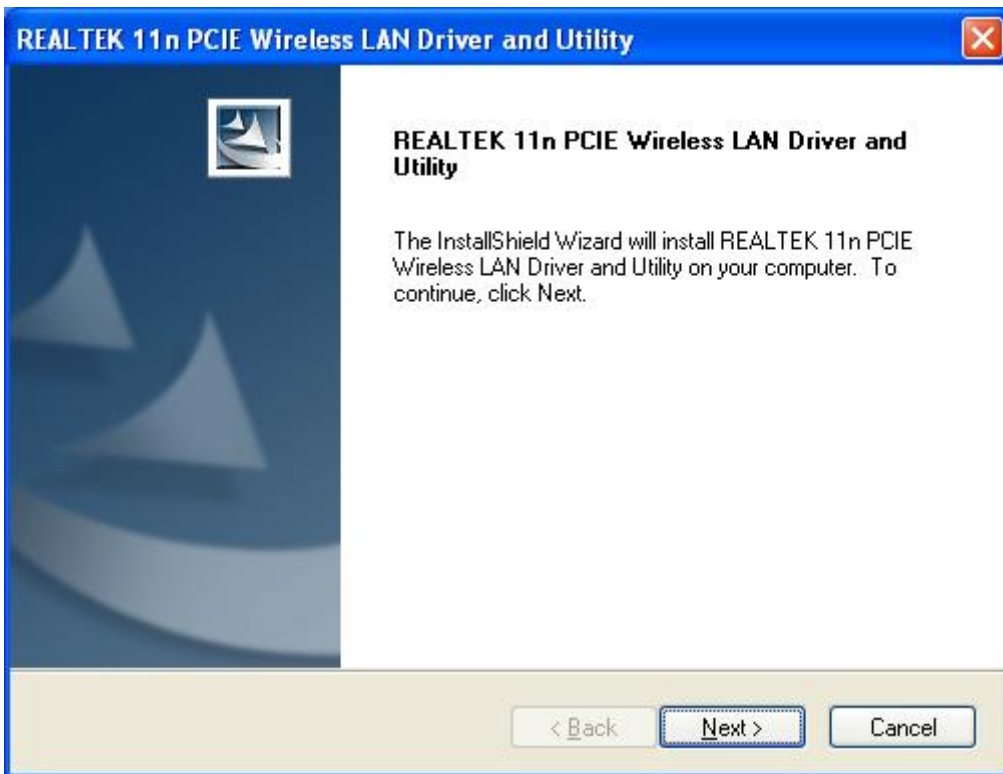 REALTEK 11n PCIE Wireless LAN Driver and Utility
REALTEK 11n PCIE Wireless LAN Driver and
Utility
The InstallShield Wizard will install REALTEK 11n PCIE
Wireless LAN Driver and Utility on your computer. To
continue, click Next.
< Back
Next >
Cancel